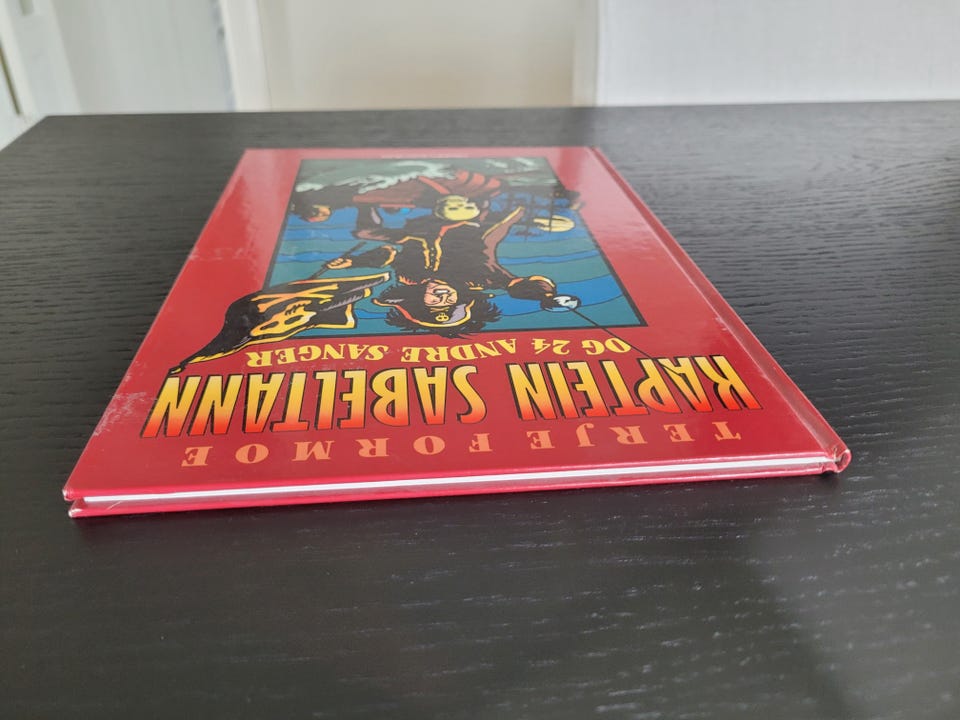 TERJE FORMOE
KAPTEIN SABELTANN
OG 24 ANDRE SANGER